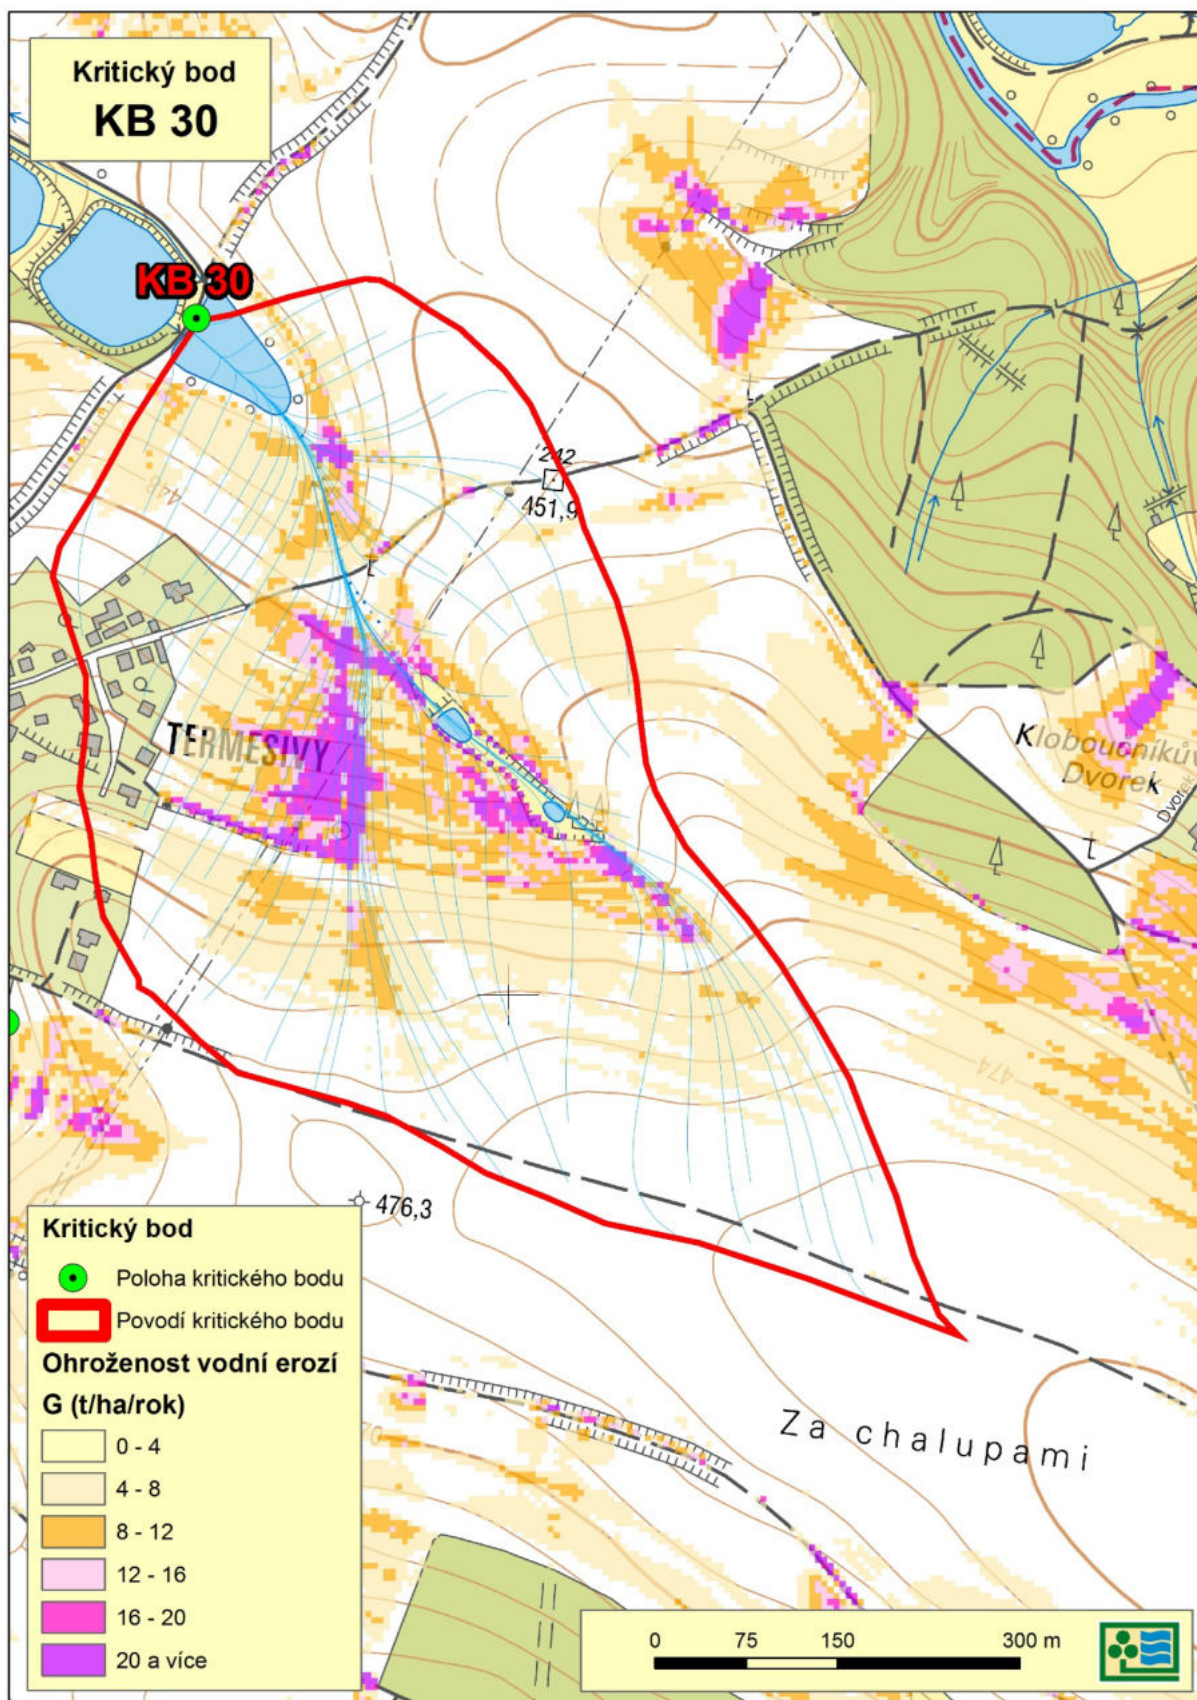 Kritický bod
KB 30
KB 30
242
451,9
448
TERMESIVY
Kloboučníkův
Dvorek
Dvorek
474
476,3
Za chalupami
Kritický bod
Poloha kritického bodu
Povodí kritického bodu
Ohroženost vodní erozí
G (t/ha/rok)
0 - 4
4 - 8
8 - 12
12 - 16
16 - 20
20 a více
0 75 150 300 m